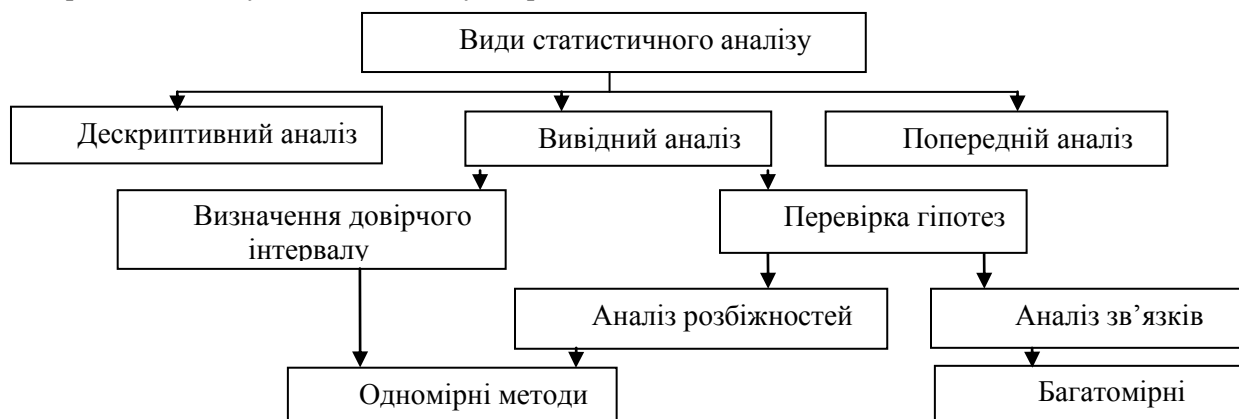 Види статистичного аналізу
Дескриптивний аналіз
Вивідний аналіз
Попередній аналіз
Визначення довірчого
інтервалу
Перевірка гіпотез
Аналіз розбіжностей
Аналіз зв’язків
Одномірні методи
Багатомірні